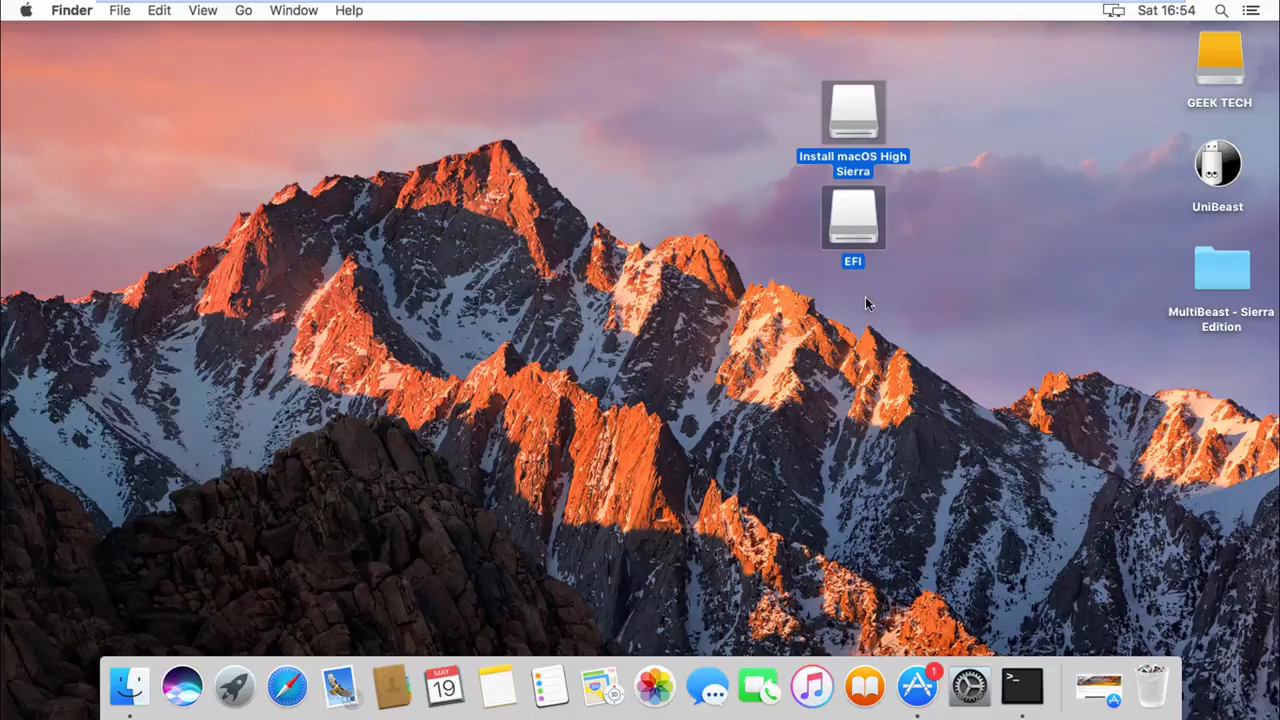 Finder File Edit View Go Window Help Sat 16:54
GEEK TECH
Install macOS High
Sierra
UniBeast
EFI
MultiBeast - Sierra
Edition
MAY
19
1
>_